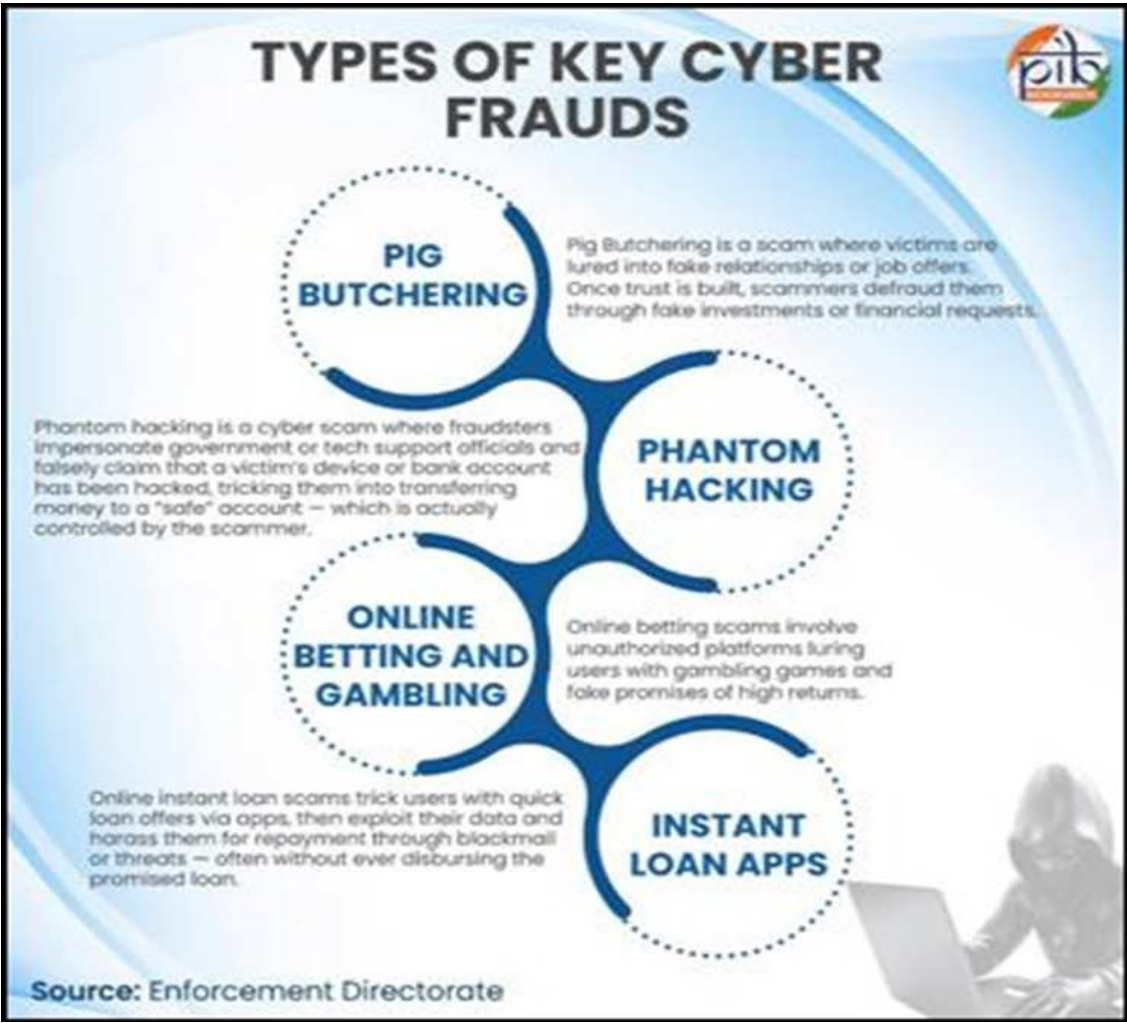 TYPES OF KEY CYBER
FRAUDS
pib
PIG
BUTCHERING
Pig Butchering is a scam where victims are
lured into fake relationships or job offers.
Once trust is built, scammers defraud them
through fake investments or financial requests.
PHANTOM
HACKING
Phantom hacking is a cyber scam where fraudsters
impersonate government or tech support officials and
falsely claim that a victim's device or bank account
has been hacked, tricking them into transferring
money to a "safe" account — which is actually
controlled by the scammer.
ONLINE
BETTING AND
GAMBLING
Online betting scams involve
unauthorized platforms luring
users with gambling games and
fake promises of high returns.
INSTANT
LOAN APPS
Online instant loan scams trick users with quick
loan offers via apps, then exploit their data and
harass them for repayment through blackmail
or threats — often without ever disbursing the
promised loan.
Source: Enforcement Directorate